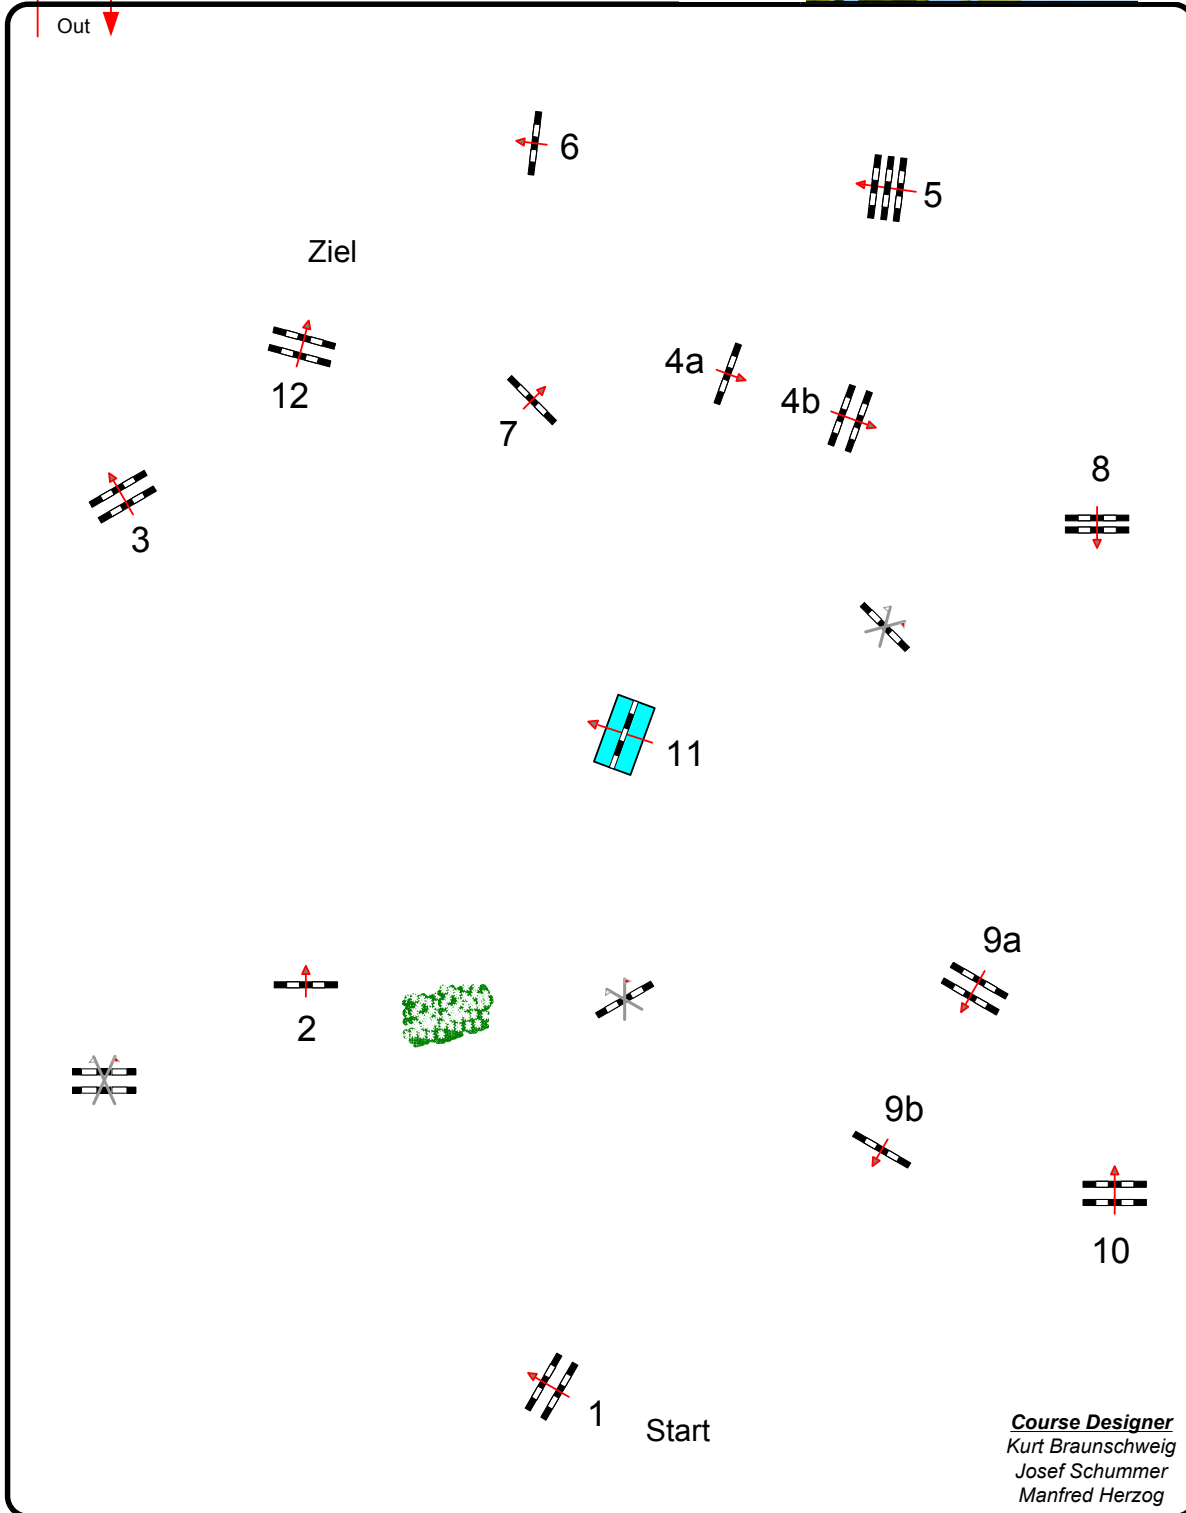 Out
6
5
Ziel
4a
12
4b
7
8
3
11
9a
2
9b
10
1
Start
Course Designer
Kurt Braunschweig
Josef Schummer
Manfred Herzog